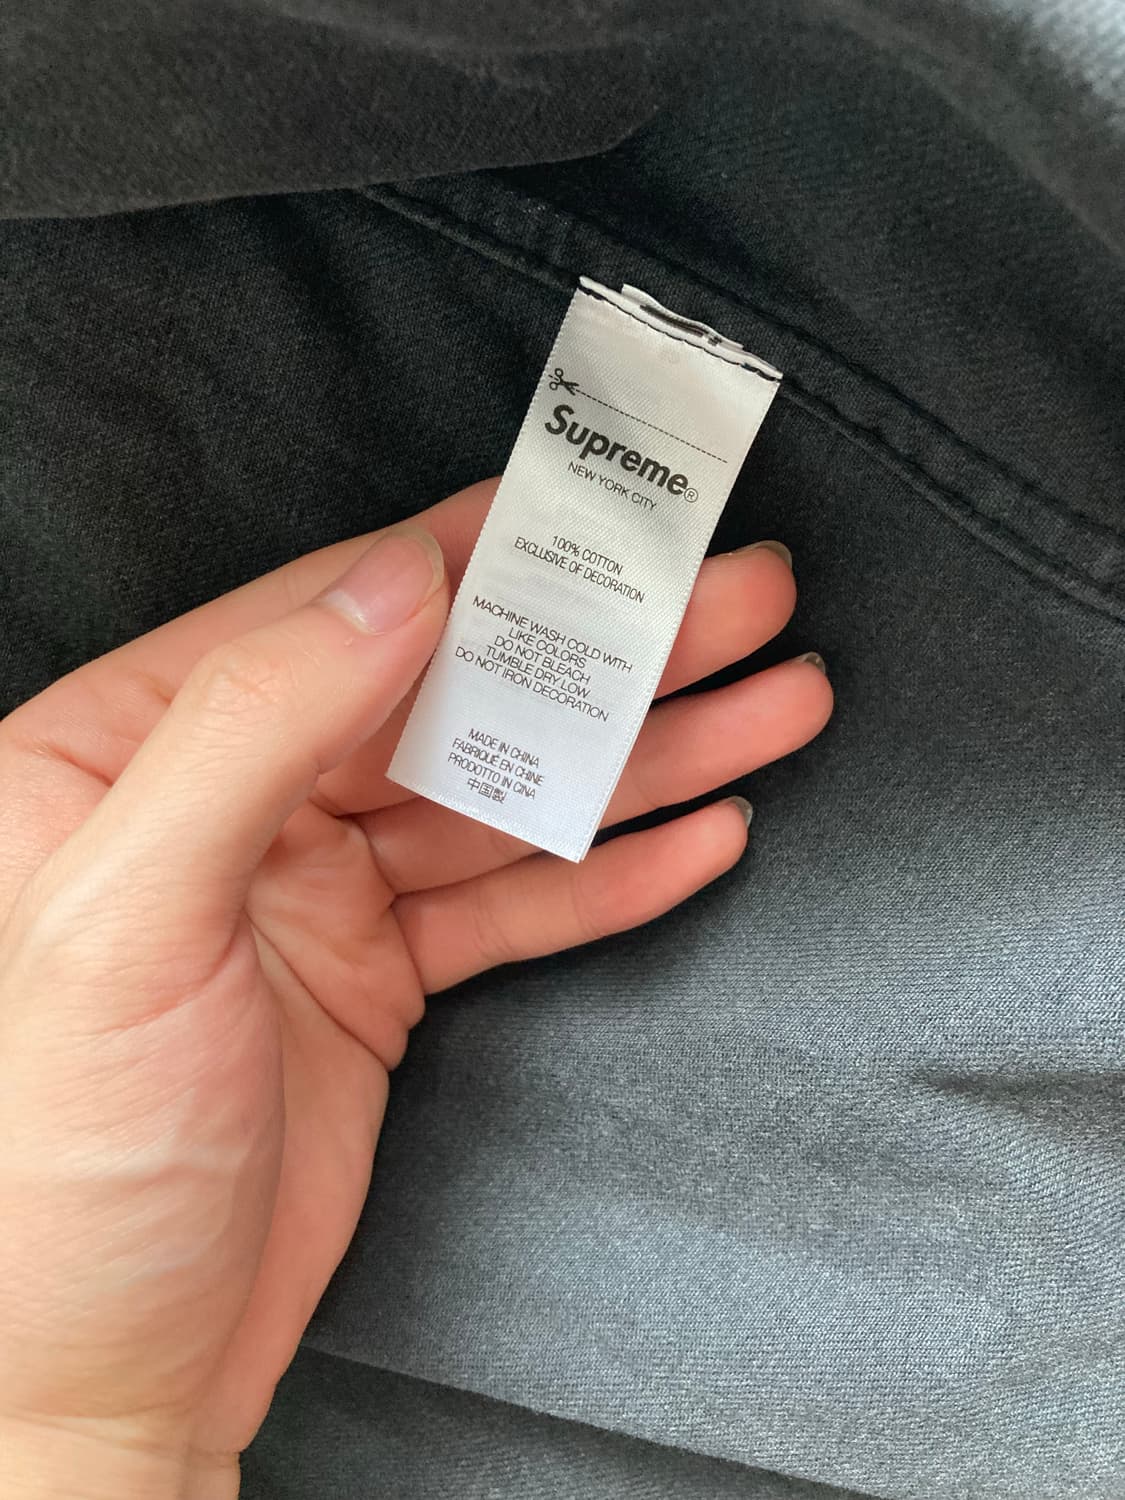 Supreme®
NEW YORK CITY
100% COTTON
EXCLUSIVE OF DECORATION
MACHINE WASH COLD WITH
LIKE COLORS
DO NOT BLEACH
TUMBLE DRY LOW
DO NOT IRON DECORATION
MADE IN CHINA
FABRIQUÉ EN CHINE
PRODOTTO IN CINA
中国製